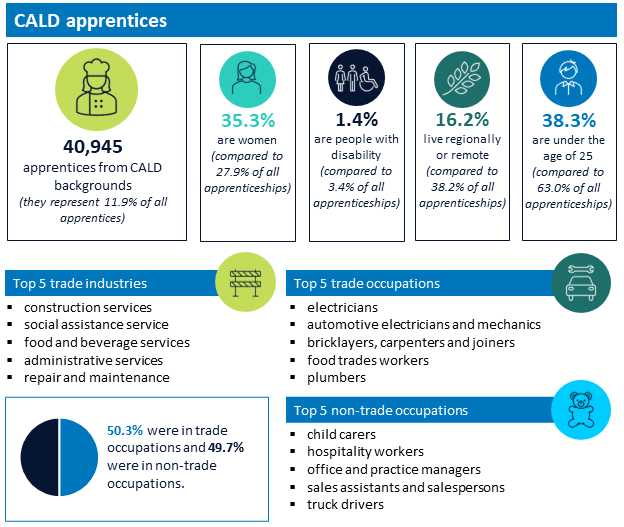 CALD apprentices
40,945
apprentices from CALD
backgrounds
(they represent 11.9% of all
apprentices)
35.3%
are women
(compared to
27.9% of all
apprenticeships)
1.4%
are people with
disability
(compared to
3.4% of all
apprenticeships)
16.2%
live regionally
or remote
(compared to
38.2% of all
apprenticeships)
38.3%
are under the
age of 25
(compared to
63.0% of all
apprenticeships)
Top 5 trade industries
▪ construction services
▪ social assistance service
▪ food and beverage services
▪ administrative services
▪ repair and maintenance
50.3% were in trade
occupations and 49.7%
were in non-trade
occupations.
Top 5 trade occupations
▪ electricians
▪ automotive electricians and mechanics
▪ bricklayers, carpenters and joiners
▪ food trades workers
▪ plumbers
Top 5 non-trade occupations
▪ child carers
▪ hospitality workers
▪ office and practice managers
▪ sales assistants and salespersons
▪ truck drivers